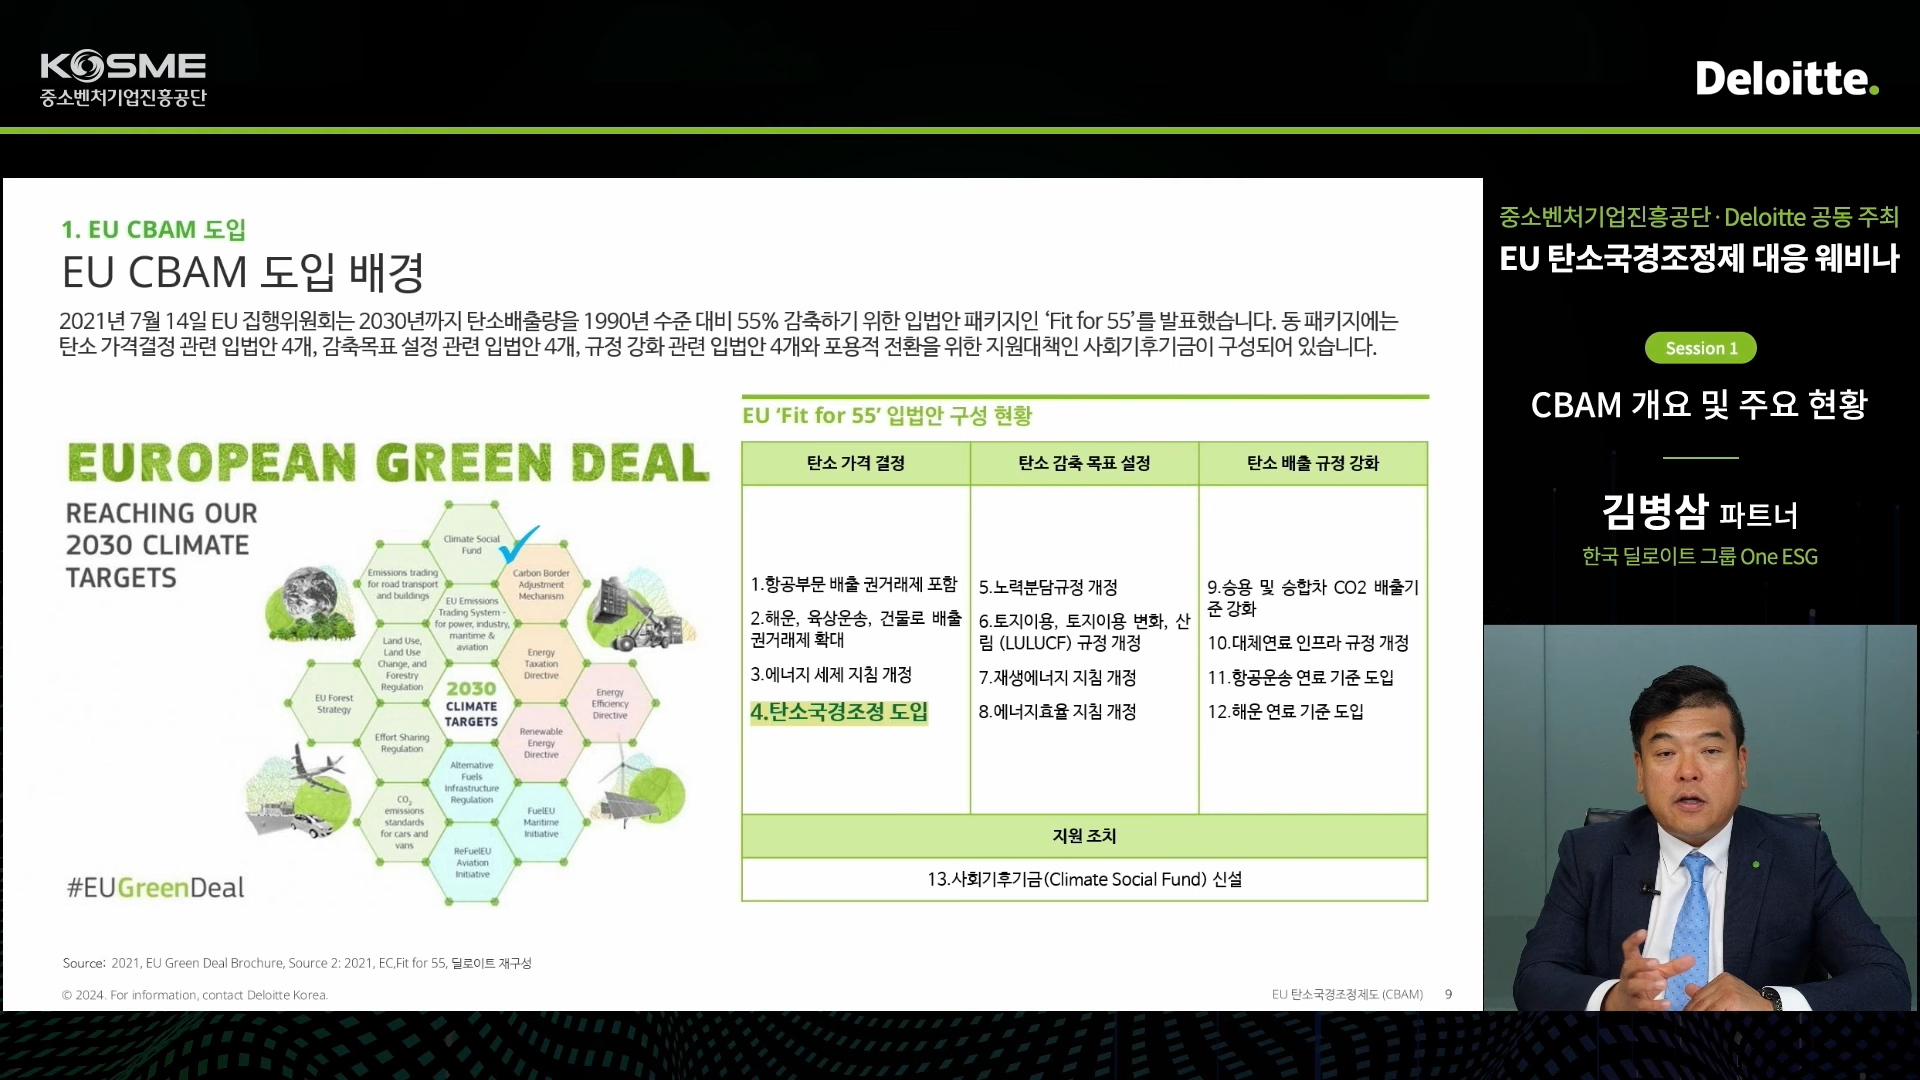 KOSME
중소벤처기업진흥공단
Deloitte.
1. EU CBAM 도입
EU CBAM 도입 배경
2021년 7월 14일 EU 집행위원회는 2030년까지 탄소배출량을 1990년 수준 대비 55% 감축하기 위한 입법안 패키지인 ‘Fit for 55’를 발표했습니다. 동 패키지에는
탄소 가격결정 관련 입법안 4개, 감축목표 설정 관련 입법안 4개, 규정 강화 관련 입법안 4개와 포용적 전환을 위한 지원대책인 사회기후기금이 구성되어 있습니다.
EUROPEAN GREEN DEAL
REACHING OUR
2030 CLIMATE
TARGETS
Climate Social
Fund
Carbon Border
Adjustment
Mechanism
Emissions trading
for road transport
and buildings
EU Emissions
Trading System -
for power, industry,
maritime &
aviation
Land Use,
Land Use
Change, and
Forestry
Regulation
Energy
Taxation
Directive
EU Forest
Strategy
2030
CLIMATE
TARGETS
Energy
Efficiency
Directive
Effort Sharing
Regulation
Renewable
Energy
Directive
Alternative
Fuels
Infrastructure
Regulation
CO2
emissions
standards
for cars and
vans
FuelEU
Maritime
Initiative
ReFuelEU
Aviation
Initiative
#EUGreenDeal
EU ‘Fit for 55’ 입법안 구성 현황
탄소 가격 결정
탄소 감축 목표 설정
탄소 배출 규정 강화
1.항공부문 배출 권거래제 포함
2.해운, 육상운송, 건물로 배출
권거래제 확대
3.에너지 세제 지침 개정
4.탄소국경조정 도입
5.노력분담규정 개정
6.토지이용, 토지이용 변화, 산
림 (LULUCF) 규정 개정
7.재생에너지 지침 개정
8.에너지효율 지침 개정
9.승용 및 승합차 CO2 배출기
준 강화
10.대체연료 인프라 규정 개정
11.항공운송 연료 기준 도입
12.해운 연료 기준 도입
지원 조치
13.사회기후기금(Climate Social Fund) 신설
Source: 2021, EU Green Deal Brochure, Source 2: 2021, EC,Fit for 55, 딜로이트 재구성
© 2024. For information, contact Deloitte Korea.
EU 탄소국경조정제도 (CBAM) 9
중소벤처기업진흥공단 · Deloitte 공동 주최
EU 탄소국경조정제 대응 웨비나
Session 1
CBAM 개요 및 주요 현황
김병삼 파트너
한국 딜로이트 그룹 One ESG